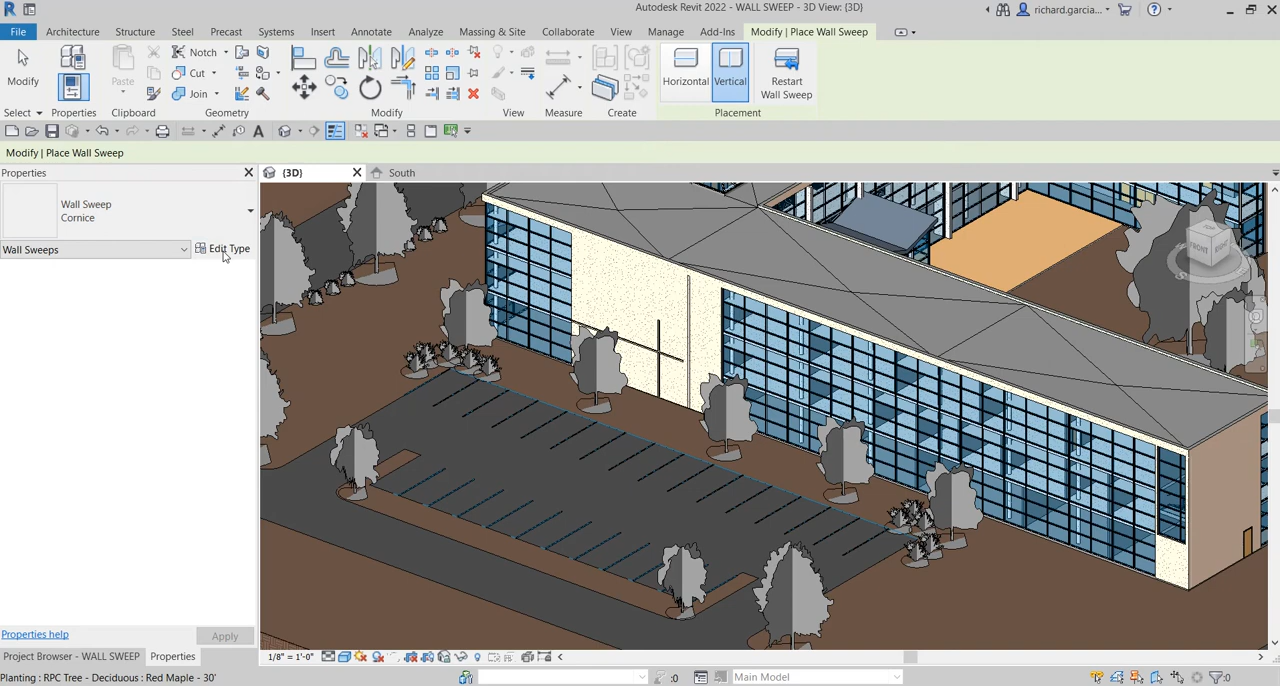 Autodesk Revit 2022 - WALL SWEEP - 3D View: {3D}
richard.garcia...
File Architecture Structure Steel Precast Systems Insert Annotate Analyze Massing & Site Collaborate View Manage Add-Ins Modify | Place Wall Sweep
Modify
Paste
Notch
Cut
Join
Horizontal Vertical Restart Wall Sweep
Select Properties Clipboard Geometry Modify View Measure Create Placement
Modify | Place Wall Sweep
Properties
{3D} South
Wall Sweep
Cornice
Wall Sweeps Edit Type
FRONT RIGHT
Properties help Apply
Project Browser - WALL SWEEP Properties
1/8" = 1'-0"
Planting : RPC Tree - Deciduous : Red Maple - 30'
:0 Main Model :0